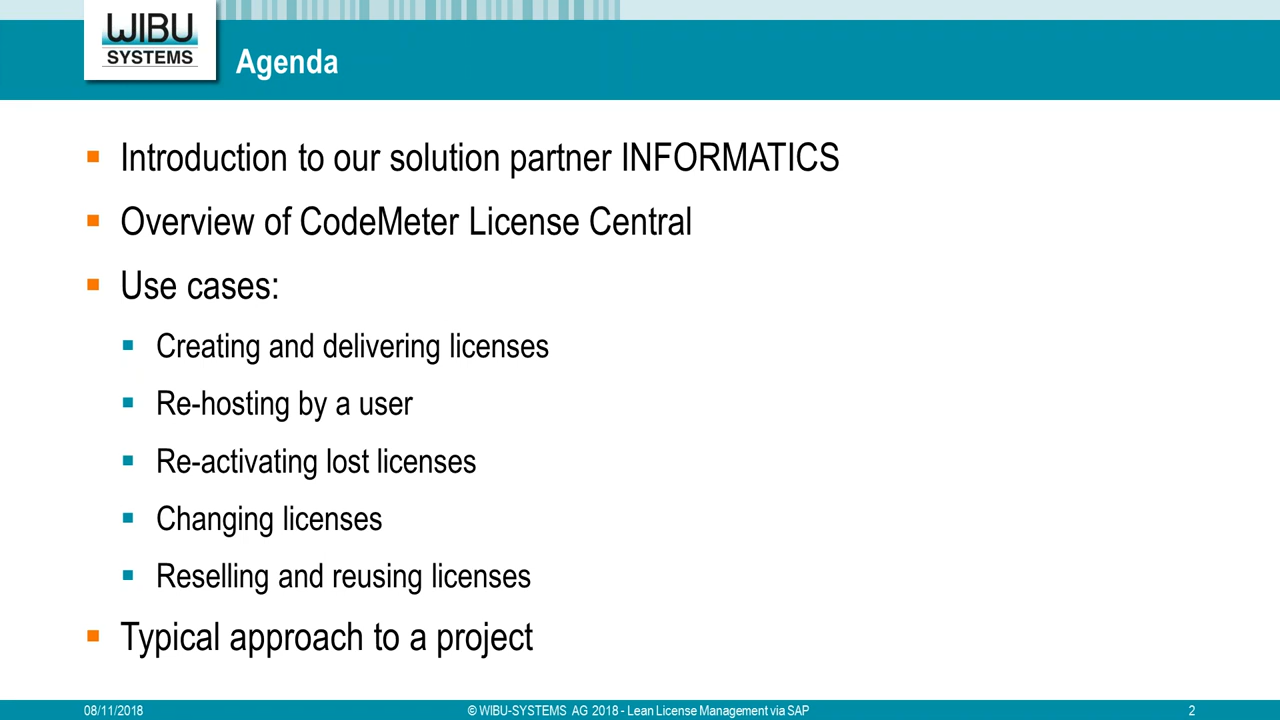 WIBU
SYSTEMS
Agenda
Introduction to our solution partner INFORMATICS
Overview of CodeMeter License Central
Use cases:
Creating and delivering licenses
Re-hosting by a user
Re-activating lost licenses
Changing licenses
Reselling and reusing licenses
Typical approach to a project
08/11/2018
© WIBU-SYSTEMS AG 2018 - Lean License Management via SAP
2